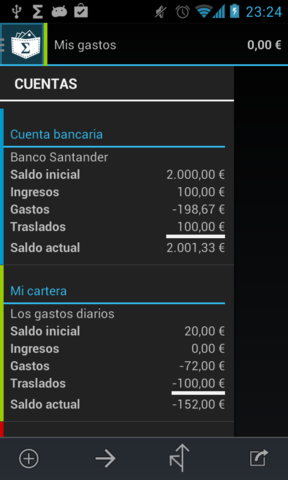 23:24
Mis gastos 0,00 €
CUENTAS
Cuenta bancaria
Banco Santander
Saldo inicial 2.000,00 €
Ingresos 100,00 €
Gastos -198,67 €
Traslados 100,00 €
Saldo actual 2.001,33 €
Mi cartera
Los gastos diarios
Saldo inicial 20,00 €
Ingresos 0,00 €
Gastos -72,00 €
Traslados -100,00 €
Saldo actual -152,00 €